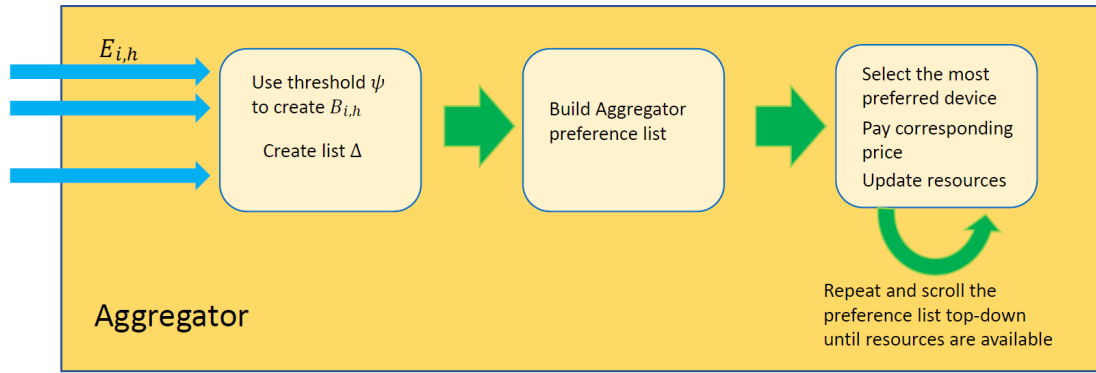 E_{i,h}
Use threshold ψ
to create B_{i,h}
Create list Δ
Build Aggregator
preference list
Select the most
preferred device
Pay corresponding
price
Update resources
Repeat and scroll the
preference list top-down
until resources are available
Aggregator